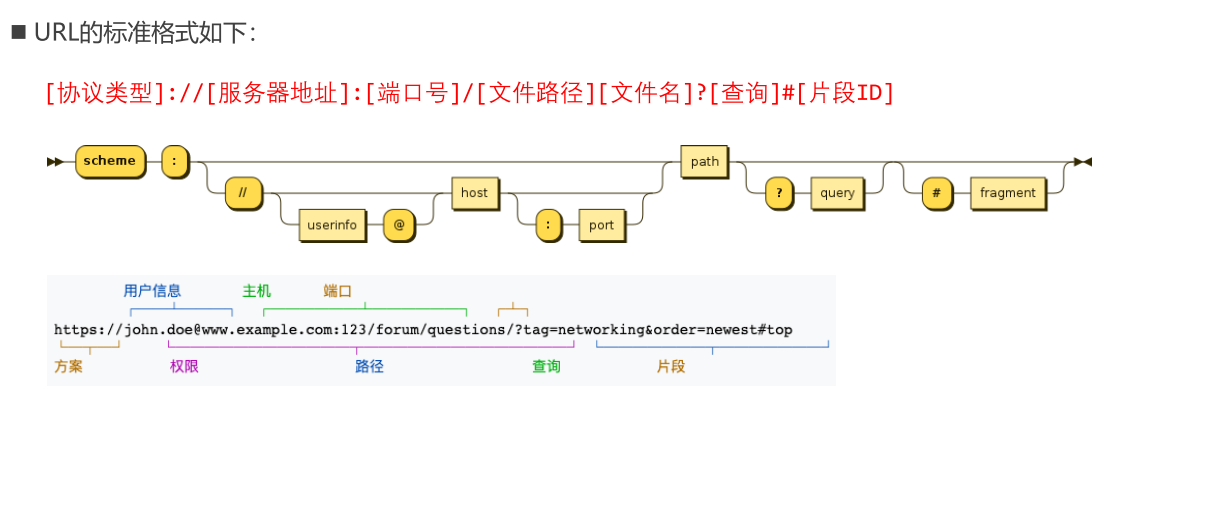 ■ URL的标准格式如下：
[协议类型]://[服务器地址]:[端口号]/[文件路径][文件名]?[查询]#[片段ID]
scheme : path
// host ? query # fragment
userinfo @ : port
用户信息 主机 端口
https://john.doe@www.example.com:123/forum/questions/?tag=networking&order=newest#top
方案 权限 路径 查询 片段